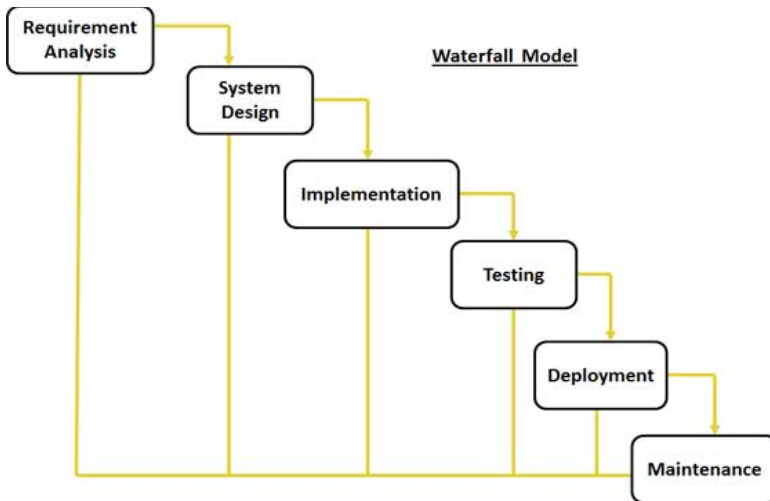 Requirement
Analysis
Waterfall Model
System
Design
Implementation
Testing
Deployment
Maintenance